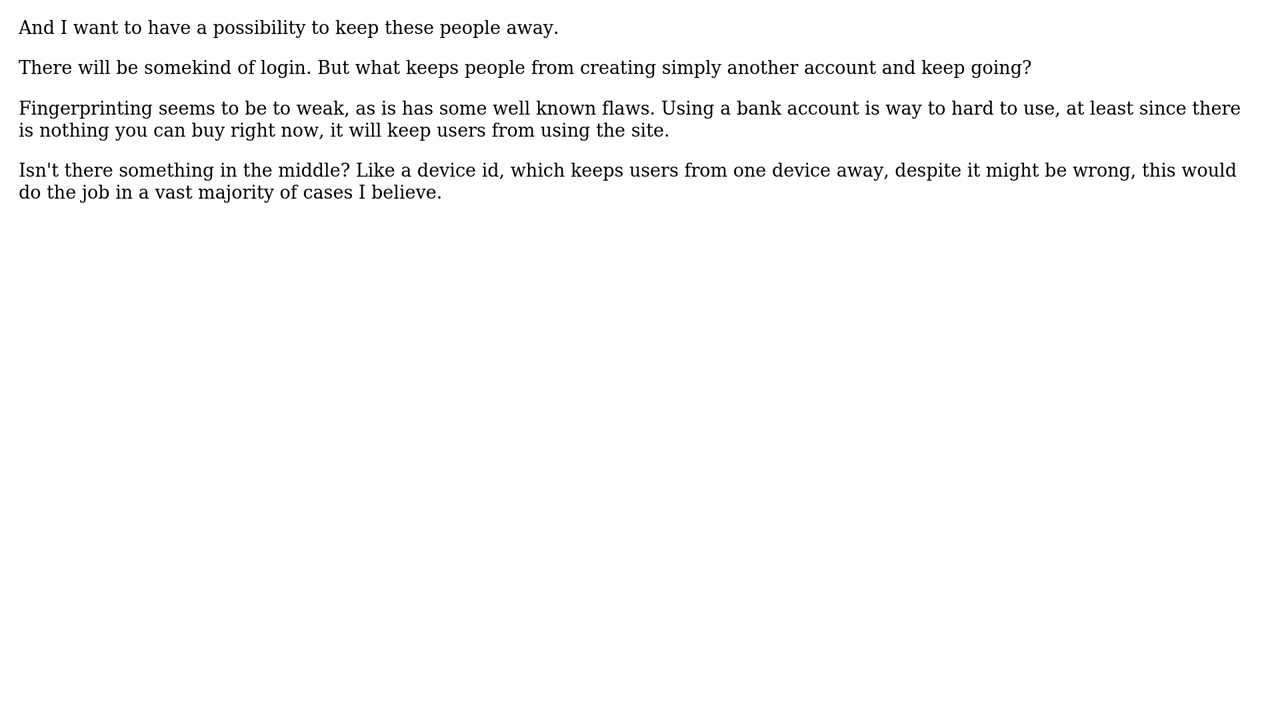 And I want to have a possibility to keep these people away.
There will be somekind of login. But what keeps people from creating simply another account and keep going?
Fingerprinting seems to be to weak, as is has some well known flaws. Using a bank account is way to hard to use, at least since there
is nothing you can buy right now, it will keep users from using the site.
Isn't there something in the middle? Like a device id, which keeps users from one device away, despite it might be wrong, this would
do the job in a vast majority of cases I believe.